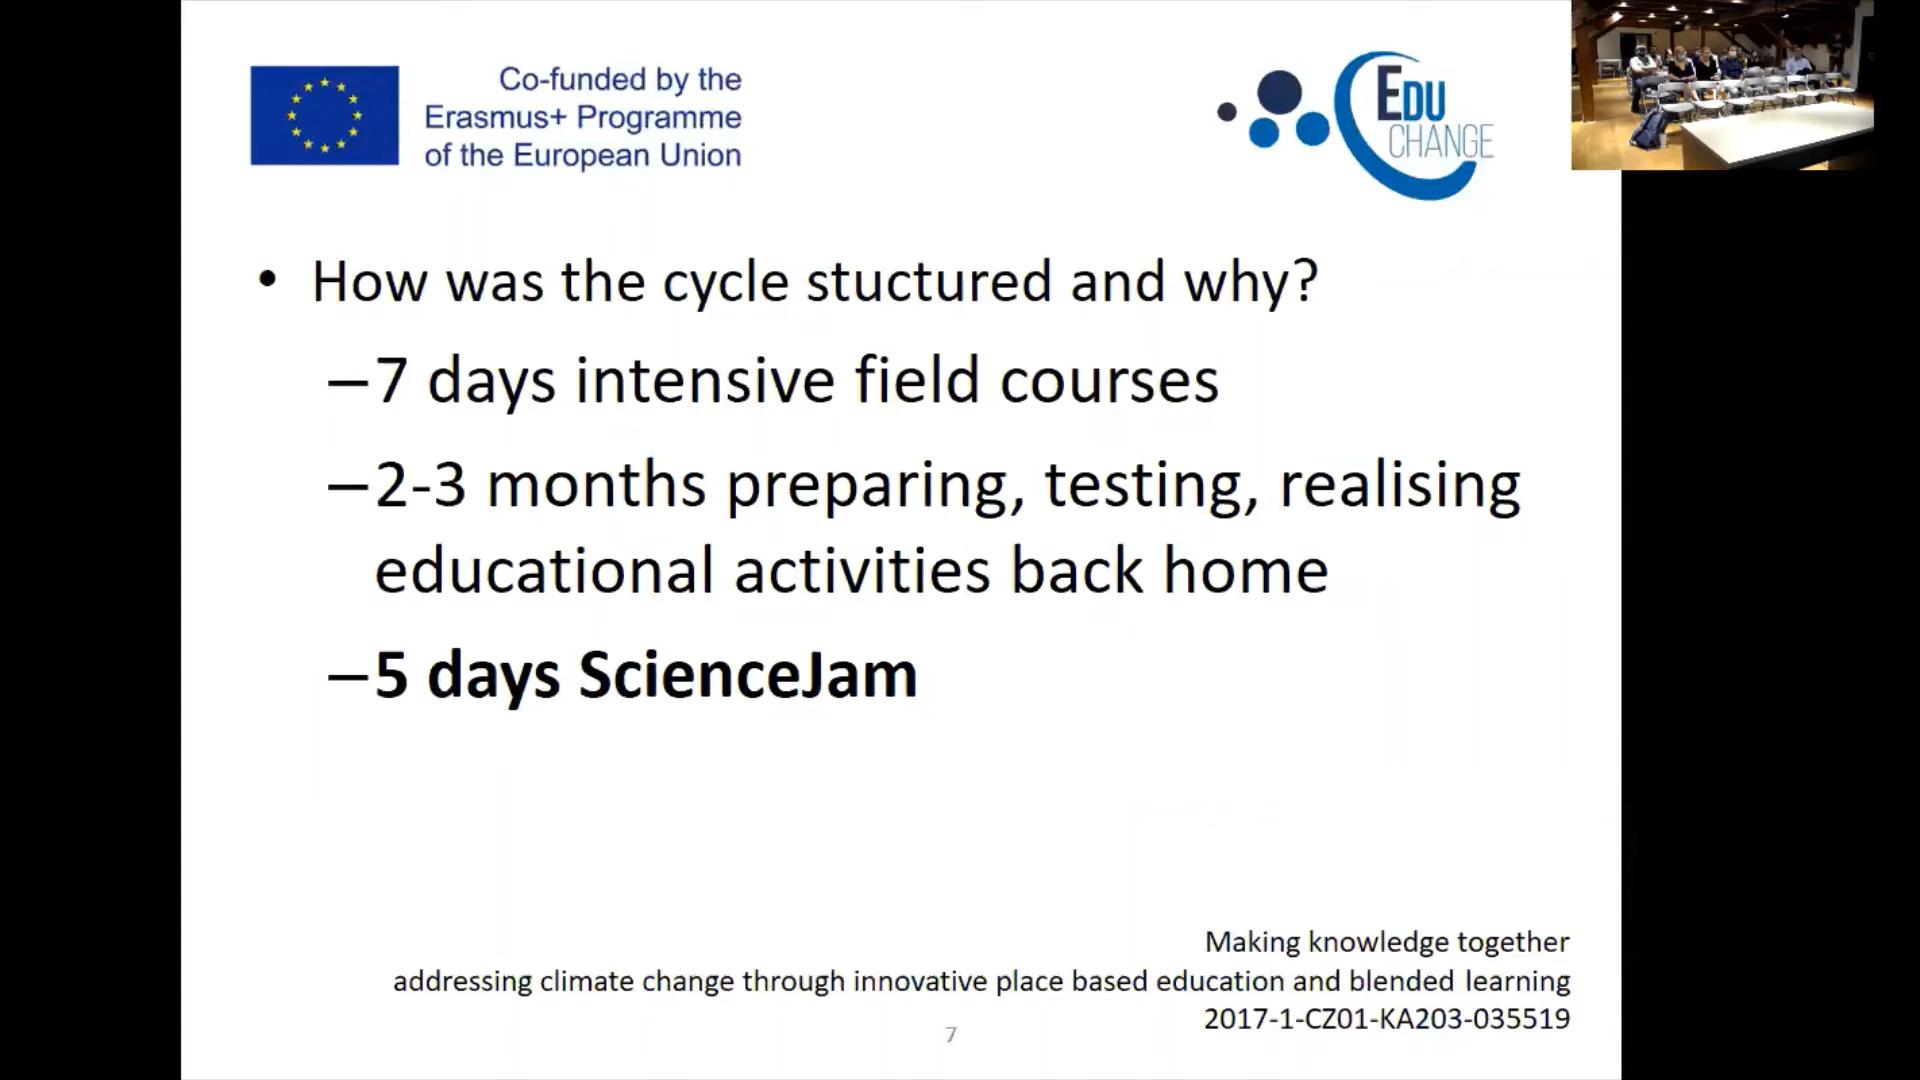 Co-funded by the
Erasmus+ Programme
of the European Union
EDU
CHANGE
• How was the cycle stuctured and why?
–7 days intensive field courses
–2-3 months preparing, testing, realising
educational activities back home
–5 days ScienceJam
Making knowledge together
addressing climate change through innovative place based education and blended learning
2017-1-CZ01-KA203-035519
7